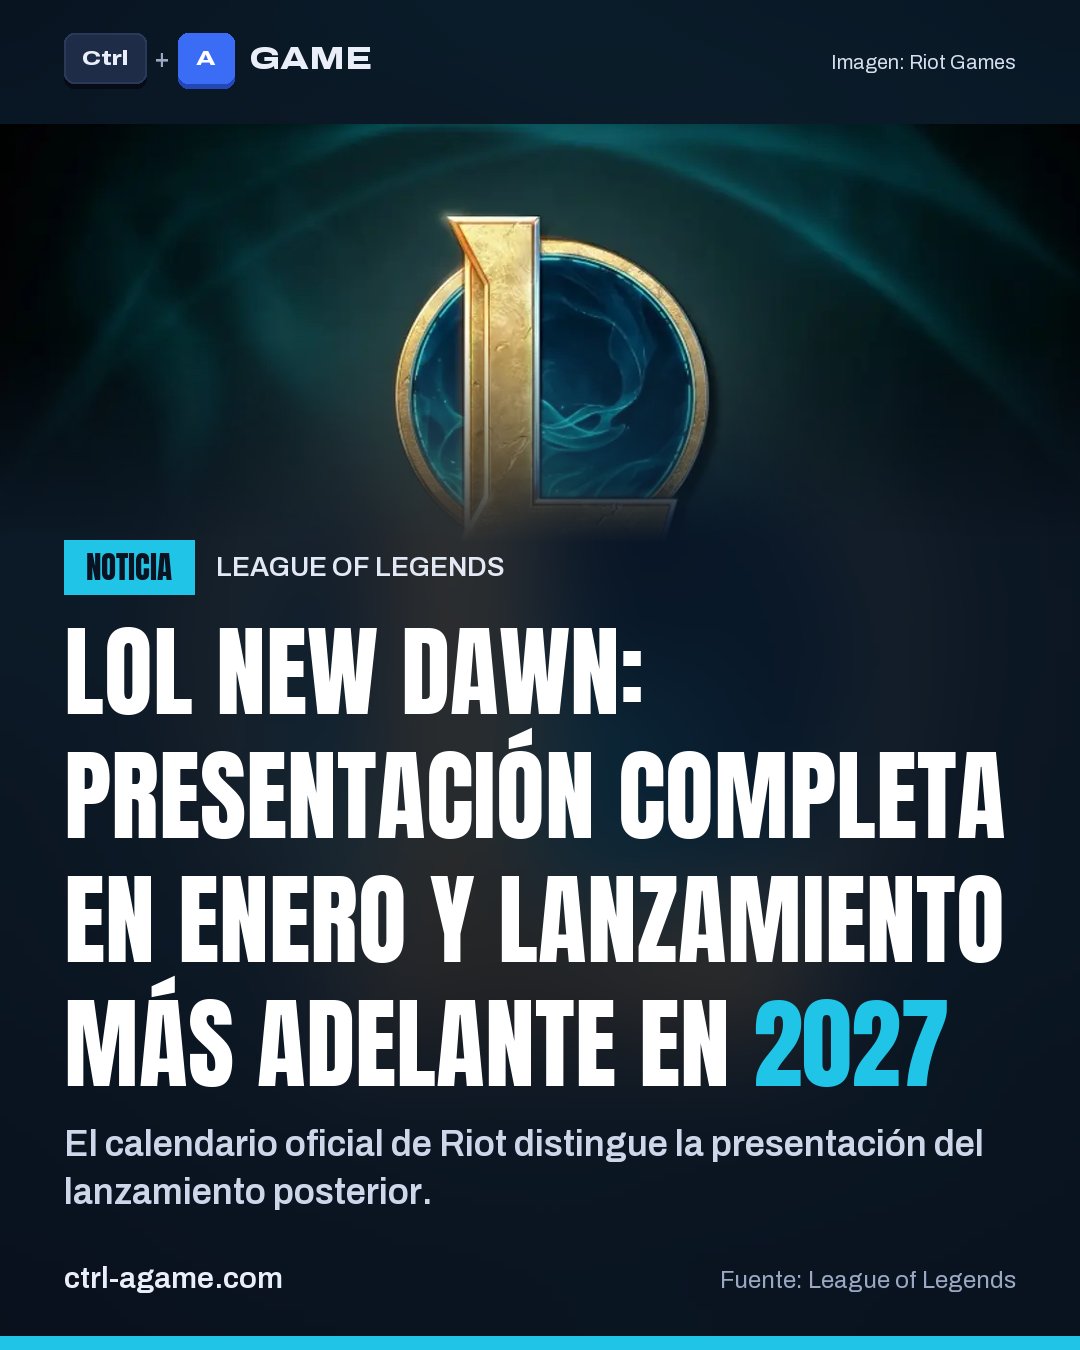 Ctrl + A GAME
Imagen: Riot Games
NOTICIA LEAGUE OF LEGENDS
LOL NEW DAWN:
PRESENTACIÓN COMPLETA
EN ENERO Y LANZAMIENTO
MÁS ADELANTE EN 2027
El calendario oficial de Riot distingue la presentación del
lanzamiento posterior.
ctrl-agame.com
Fuente: League of Legends